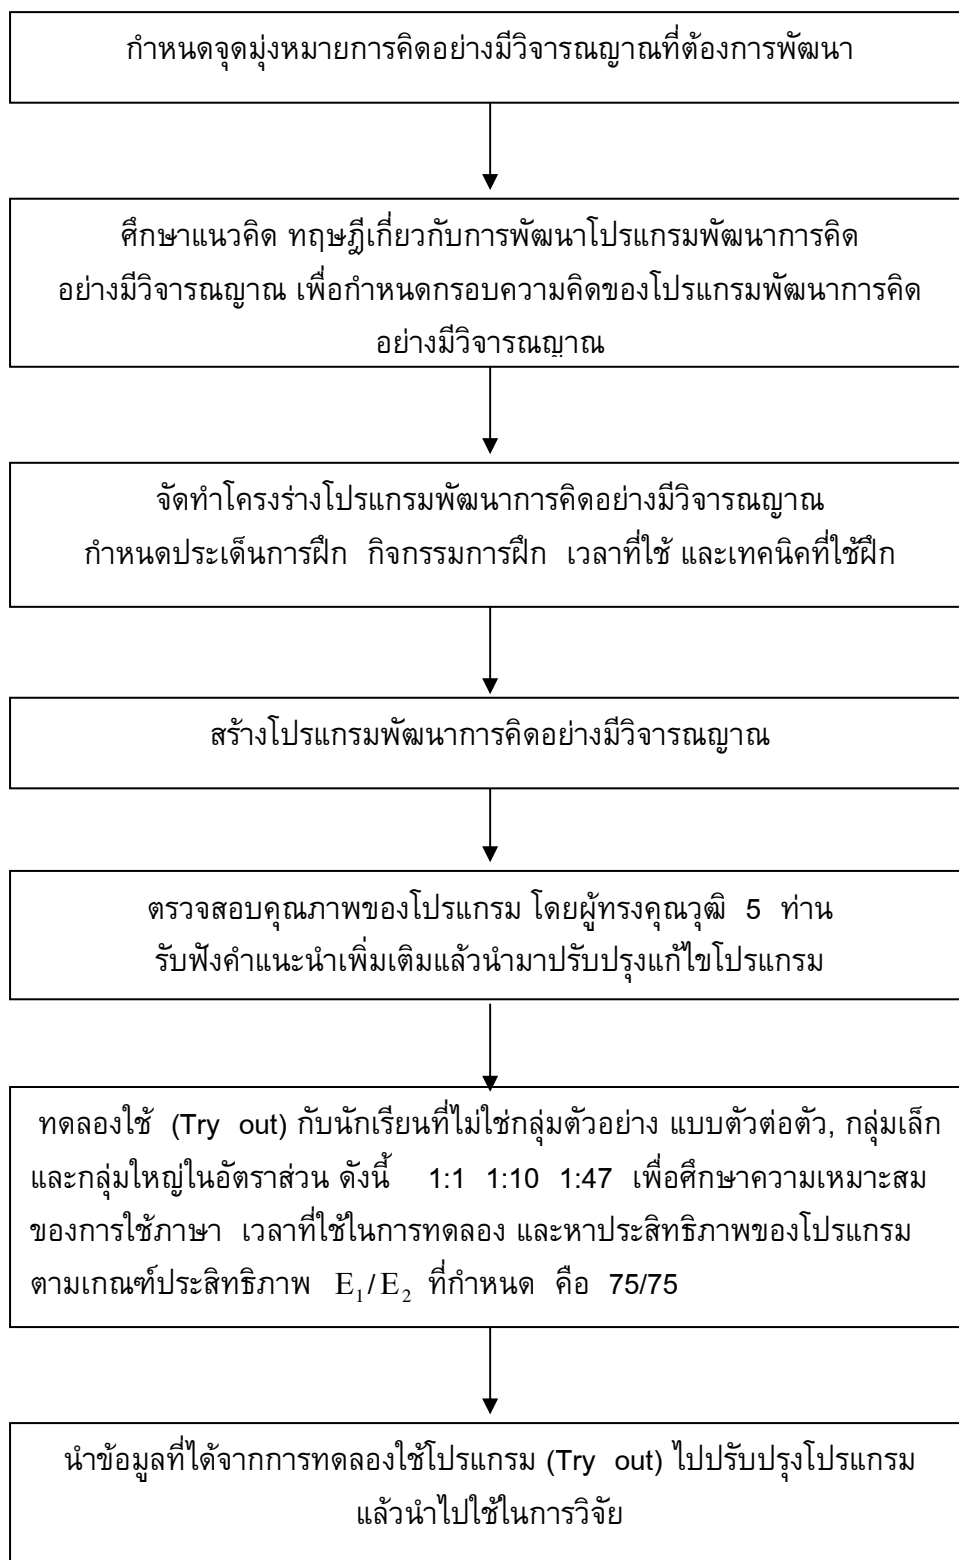 กำหนดจุดมุ่งหมายการคิดอย่างมีวิจารณญาณที่ต้องการพัฒนา
ศึกษาแนวคิด ทฤษฎีเกี่ยวกับการพัฒนาโปรแกรมพัฒนาการคิด
อย่างมีวิจารณญาณ เพื่อกำหนดกรอบความคิดของโปรแกรมพัฒนาการคิด
อย่างมีวิจารณญาณ
จัดทำโครงร่างโปรแกรมพัฒนาการคิดอย่างมีวิจารณญาณ
กำหนดประเด็นการฝึก กิจกรรมการฝึก เวลาที่ใช้ และเทคนิคที่ใช้ฝึก
สร้างโปรแกรมพัฒนาการคิดอย่างมีวิจารณญาณ
ตรวจสอบคุณภาพของโปรแกรม โดยผู้ทรงคุณวุฒิ 5 ท่าน
รับฟังคำแนะนำเพิ่มเติมแล้วนำมาปรับปรุงแก้ไขโปรแกรม
ทดลองใช้ (Try out) กับนักเรียนที่ไม่ใช่กลุ่มตัวอย่าง แบบตัวต่อตัว, กลุ่มเล็ก
และกลุ่มใหญ่ในอัตราส่วน ดังนี้ 1:1 1:10 1:47 เพื่อศึกษาความเหมาะสม
ของการใช้ภาษา เวลาที่ใช้ในการทดลอง และหาประสิทธิภาพของโปรแกรม
ตามเกณฑ์ประสิทธิภาพ E₁/E₂ ที่กำหนด คือ 75/75
นำข้อมูลที่ได้จากการทดลองใช้โปรแกรม (Try out) ไปปรับปรุงโปรแกรม
แล้วนำไปใช้ในการวิจัย